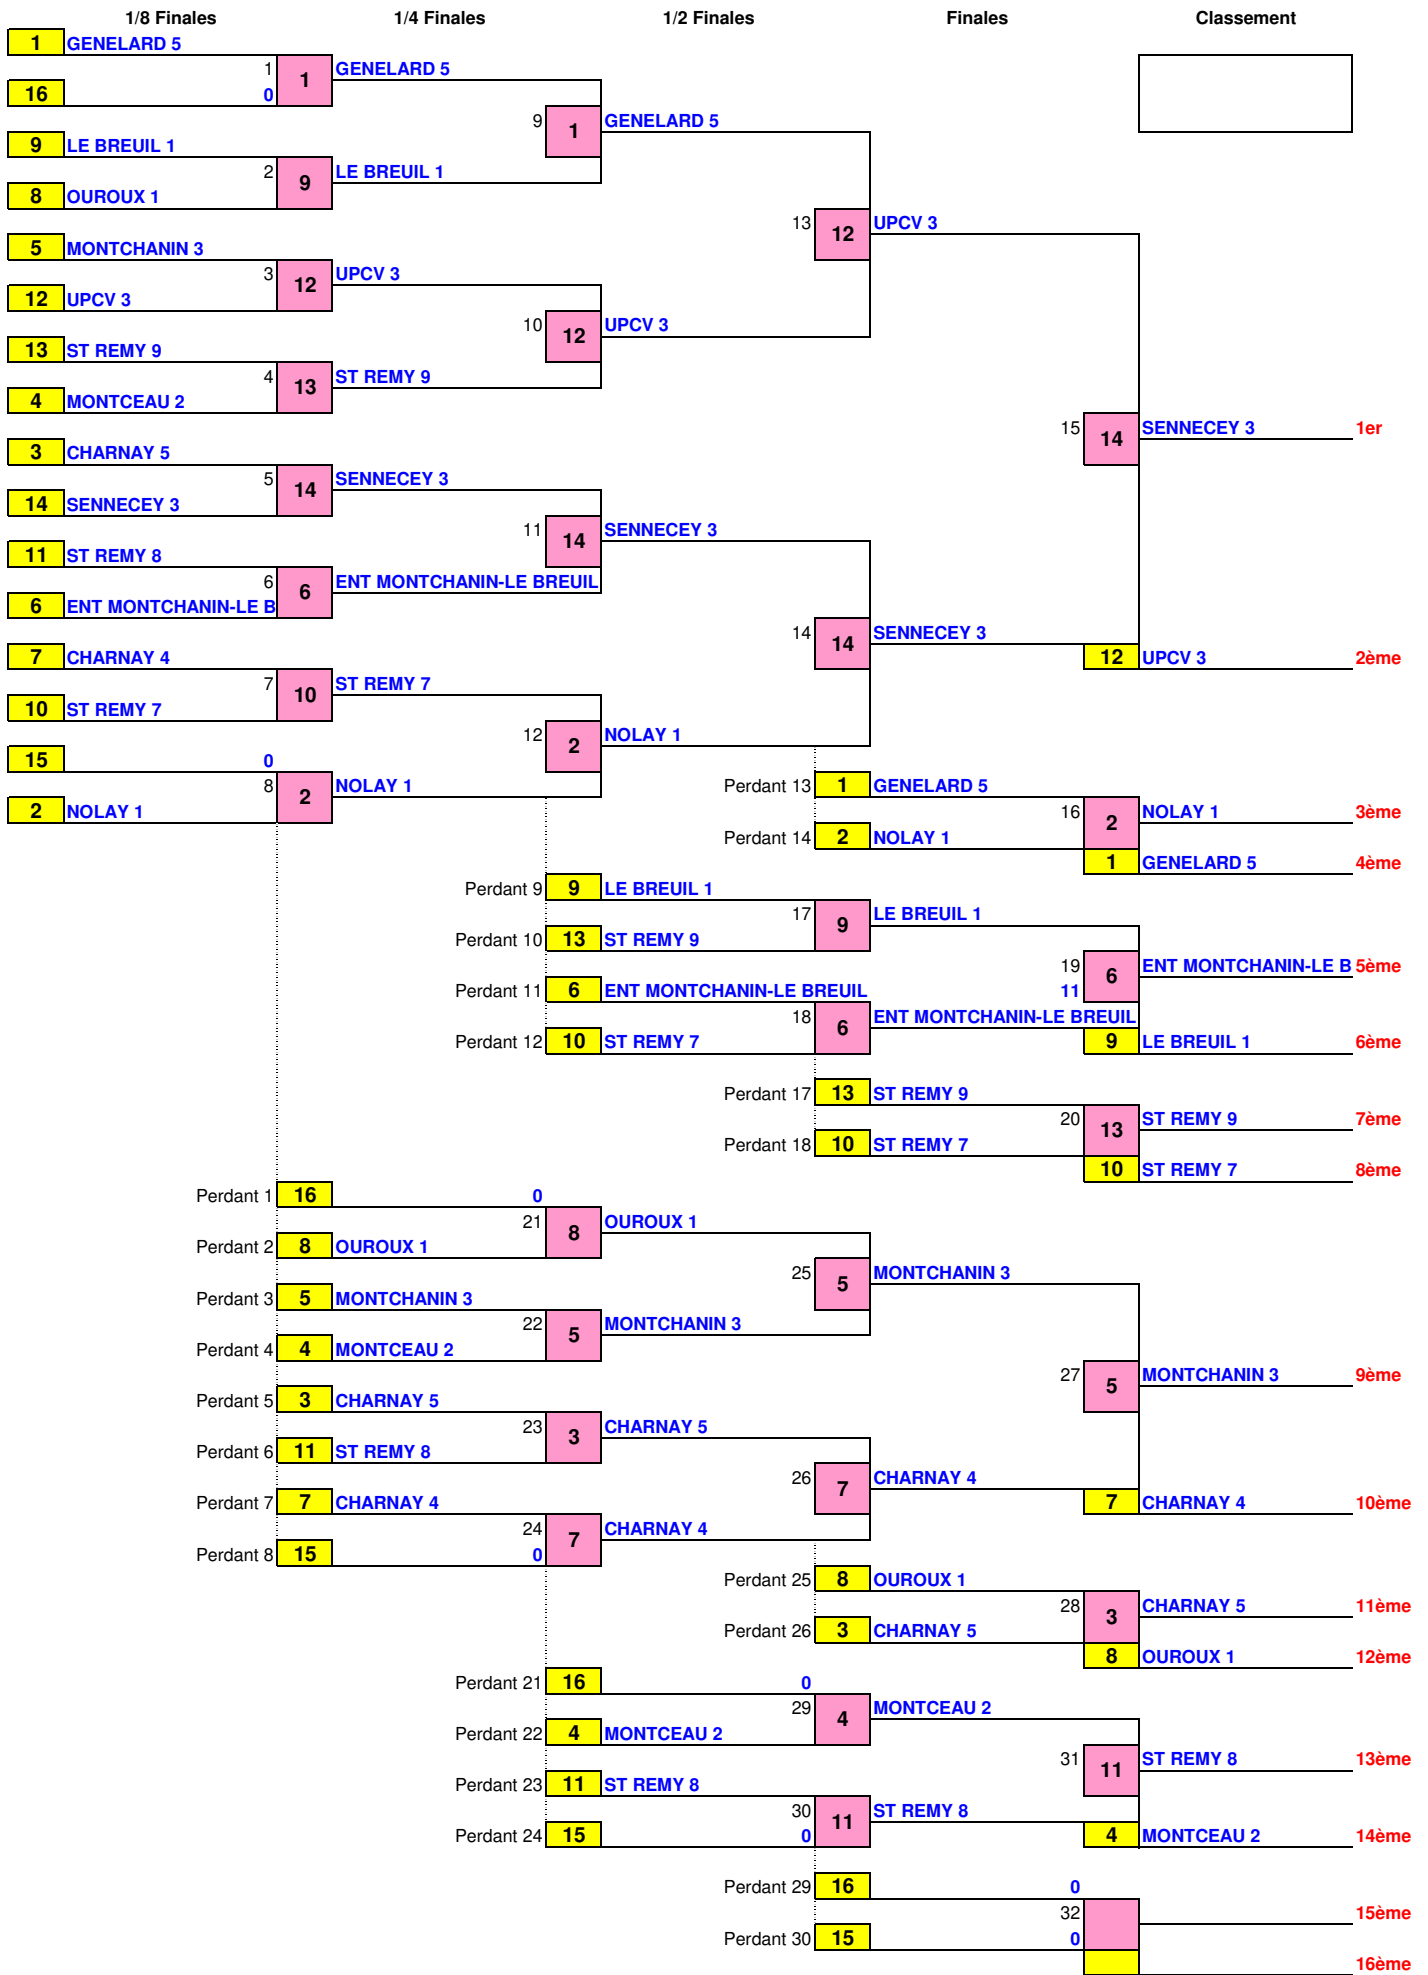 1/8 Finales 1/4 Finales 1/2 Finales Finales Classement
1 GENELARD 5
1 1 GENELARD 5
16 0
9 1 GENELARD 5
9 LE BREUIL 1
2 9 LE BREUIL 1
8 OUROUX 1
13 12 UPCV 3
5 MONTCHANIN 3
3 12 UPCV 3
12 UPCV 3
10 12 UPCV 3
13 ST REMY 9
4 13 ST REMY 9
4 MONTCEAU 2
15 14 SENNECEY 3 1er
3 CHARNAY 5
5 14 SENNECEY 3
14 SENNECEY 3
11 14 SENNECEY 3
11 ST REMY 8
6 6 ENT MONTCHANIN-LE BREUIL
6 ENT MONTCHANIN-LE B
14 14 SENNECEY 3
7 CHARNAY 4 12 UPCV 3 2ème
7 10 ST REMY 7
10 ST REMY 7
12 2 NOLAY 1
15 0
8 2 NOLAY 1 Perdant 13 1 GENELARD 5
2 NOLAY 1 16 2 NOLAY 1 3ème
Perdant 14 2 NOLAY 1
1 GENELARD 5 4ème
Perdant 9 9 LE BREUIL 1
17 9 LE BREUIL 1
Perdant 10 13 ST REMY 9
19 6 ENT MONTCHANIN-LE B 5ème
Perdant 11 6 ENT MONTCHANIN-LE BREUIL 11
18 6 ENT MONTCHANIN-LE BREUIL
Perdant 12 10 ST REMY 7 9 LE BREUIL 1 6ème
Perdant 17 13 ST REMY 9
20 13 ST REMY 9 7ème
Perdant 18 10 ST REMY 7
10 ST REMY 7 8ème
Perdant 1 16 0
21 8 OUROUX 1
Perdant 2 8 OUROUX 1
25 5 MONTCHANIN 3
Perdant 3 5 MONTCHANIN 3
22 5 MONTCHANIN 3
Perdant 4 4 MONTCEAU 2
27 5 MONTCHANIN 3 9ème
Perdant 5 3 CHARNAY 5
23 3 CHARNAY 5
Perdant 6 11 ST REMY 8
26 7 CHARNAY 4
Perdant 7 7 CHARNAY 4 7 CHARNAY 4 10ème
24 7 CHARNAY 4
Perdant 8 15 0
Perdant 25 8 OUROUX 1
28 3 CHARNAY 5 11ème
Perdant 26 3 CHARNAY 5
8 OUROUX 1 12ème
Perdant 21 16 0
29 4 MONTCEAU 2
Perdant 22 4 MONTCEAU 2
31 11 ST REMY 8 13ème
Perdant 23 11 ST REMY 8
30 11 ST REMY 8
Perdant 24 15 0 4 MONTCEAU 2 14ème
Perdant 29 16 0
32 15ème
Perdant 30 15 0
16ème